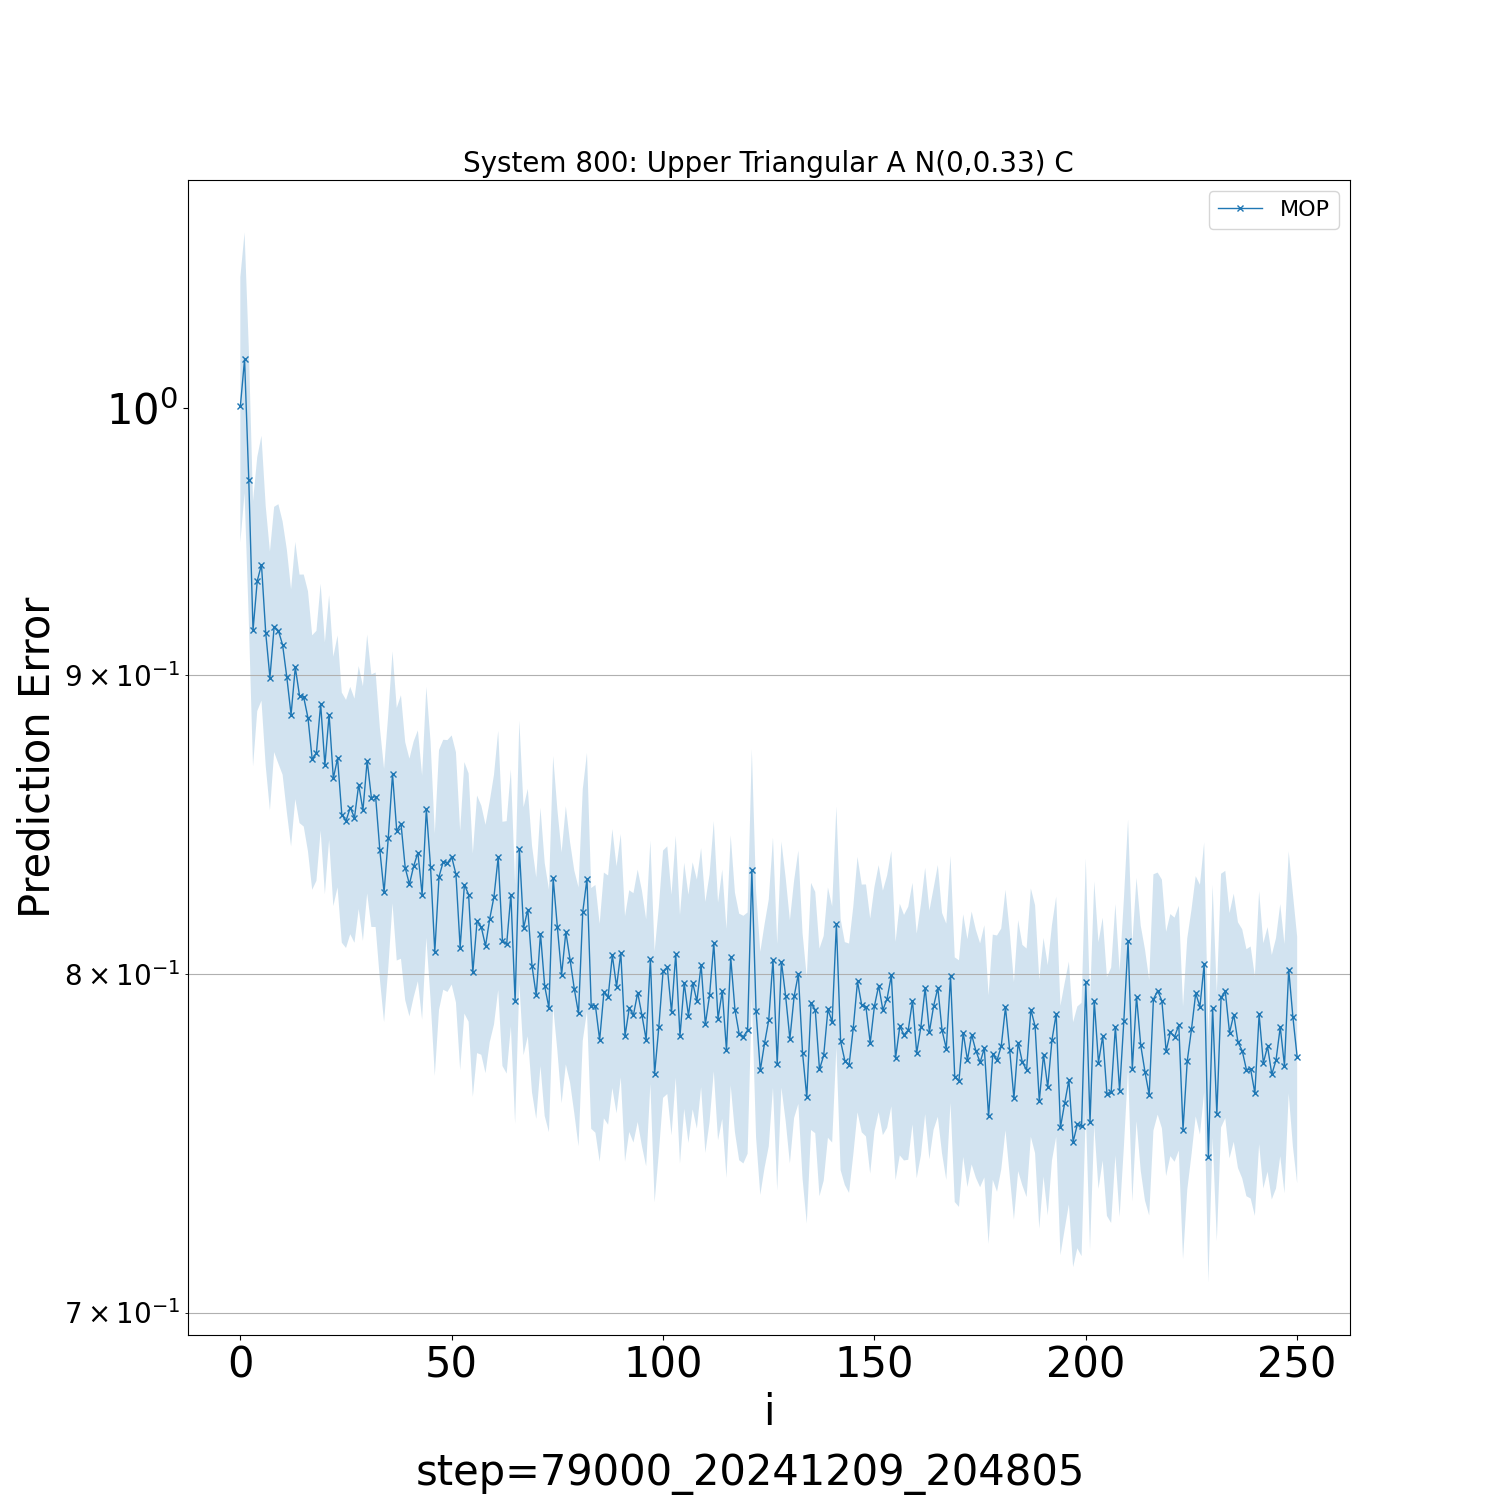 System 800: Upper Triangular A N(0,0.33) C
MOP
10⁰
9 × 10⁻¹
8 × 10⁻¹
7 × 10⁻¹
Prediction Error
0 50 100 150 200 250
i
step=79000_20241209_204805